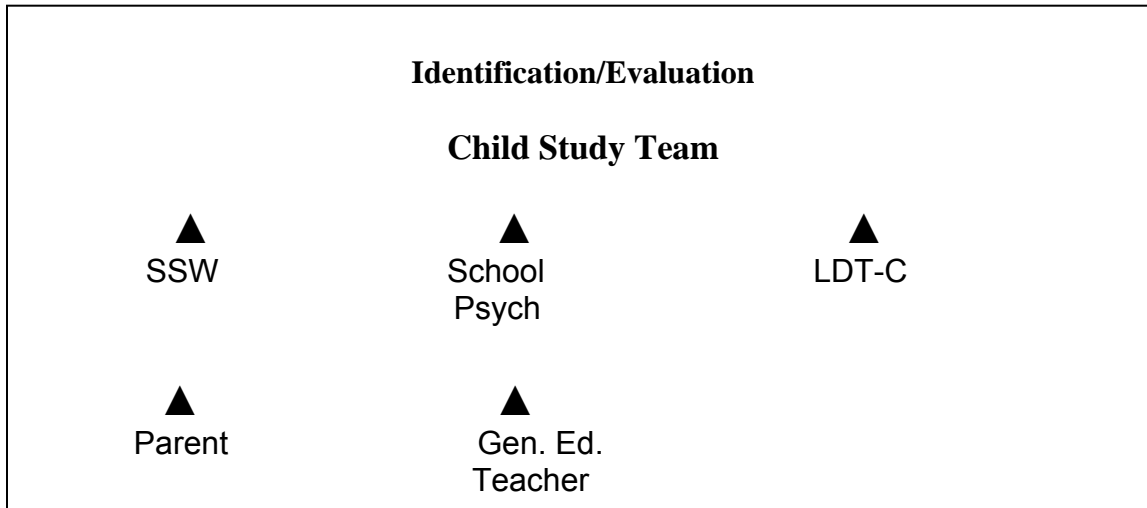 Identification/Evaluation
Child Study Team
SSW
School
Psych
LDT-C
Parent
Gen. Ed.
Teacher